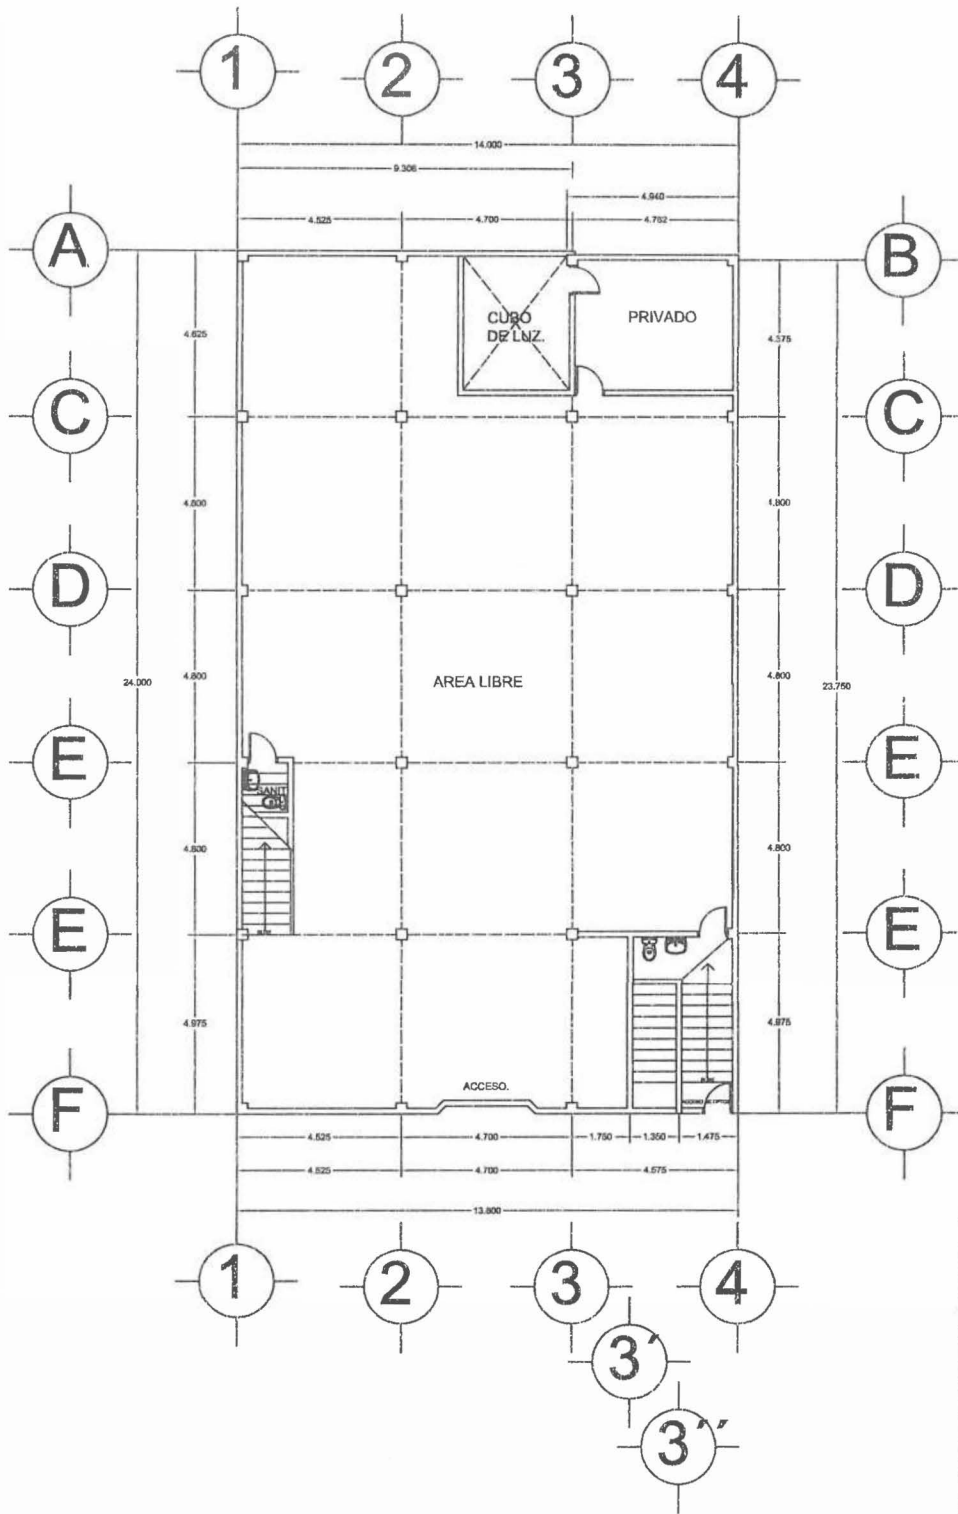 1 2 3 4
14.000
9.306
4.940
4.525 4.700 4.762
A B
CUBO
DE LUZ.
PRIVADO
4.625 4.375
C C
4.800 4.800
D D
AREA LIBRE
24.000 4.800 4.800 23.750
E E
SANIT
4.800 4.800
E E
4.975 4.875
ACCESO.
F F
4.525 4.700 1.750 1.350 1.475
4.525 4.700 4.575
13.800
1 2 3 4
3'
3' "